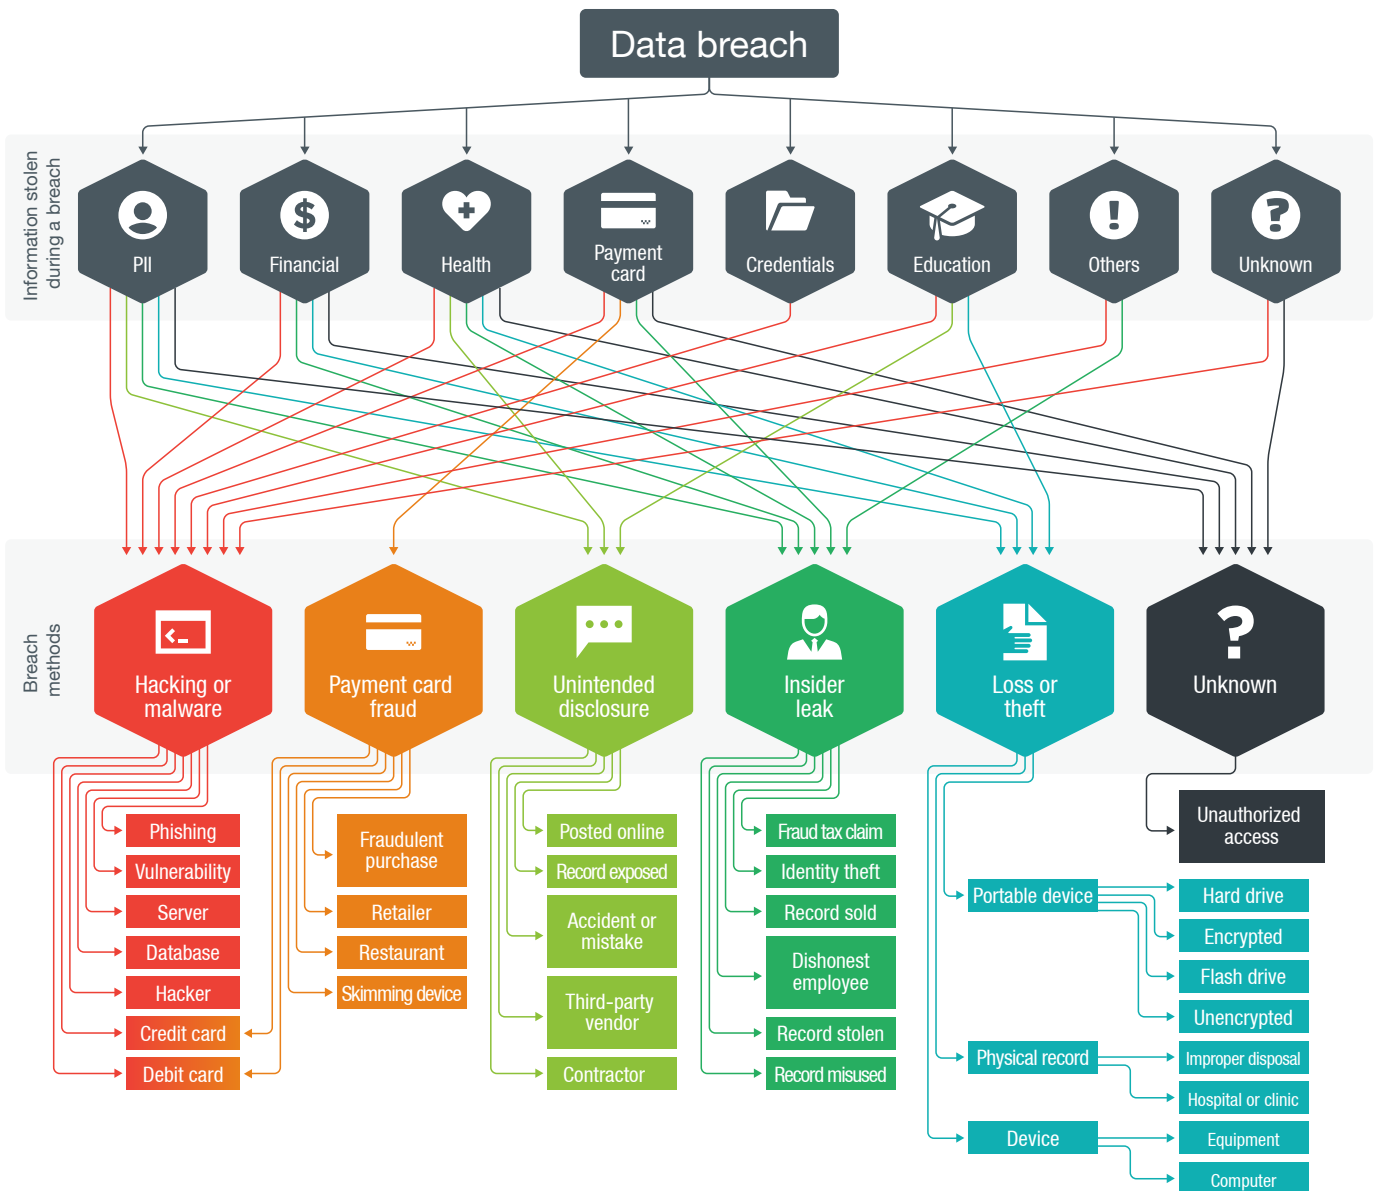 Data breach
Information stolen
during a breach
PII
Financial
Health
Payment
card
Credentials
Education
Others
Unknown
Breach
methods
Hacking or
malware
Payment card
fraud
Unintended
disclosure
Insider
leak
Loss or
theft
Unknown
Phishing
Vulnerability
Server
Database
Hacker
Credit card
Debit card
Fraudulent
purchase
Retailer
Restaurant
Skimming device
Posted online
Record exposed
Accident or
mistake
Third-party
vendor
Contractor
Fraud tax claim
Identity theft
Record sold
Dishonest
employee
Record stolen
Record misused
Portable device
Physical record
Device
Unauthorized
access
Hard drive
Encrypted
Flash drive
Unencrypted
Improper disposal
Hospital or clinic
Equipment
Computer